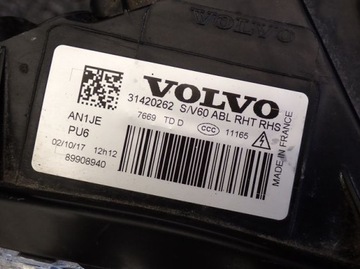 VOLVO
31420262 S/V60 ABL RHT RHS
7669 TD D CCC 11165
AN1JE
PU6
02/10/17 12h12
89908940
MADE IN FRANCE